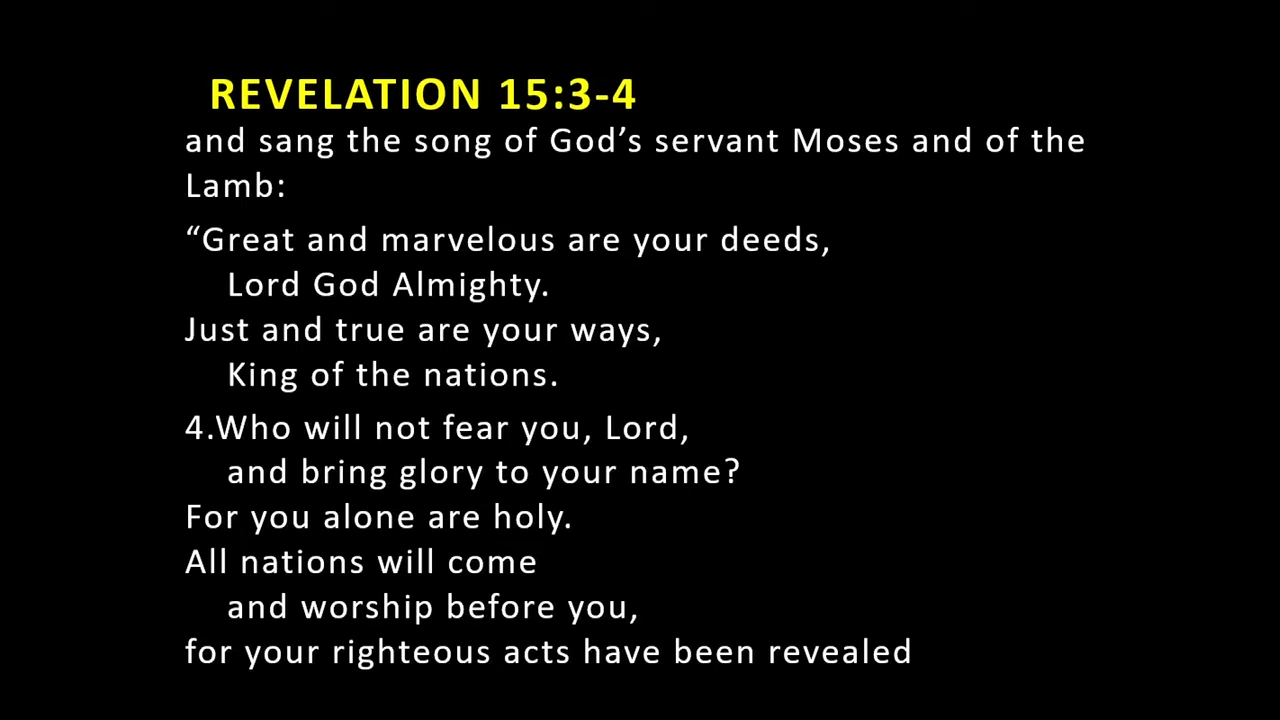 REVELATION 15:3-4
and sang the song of God’s servant Moses and of the
Lamb:
“Great and marvelous are your deeds,
Lord God Almighty.
Just and true are your ways,
King of the nations.
4.Who will not fear you, Lord,
and bring glory to your name?
For you alone are holy.
All nations will come
and worship before you,
for your righteous acts have been revealed